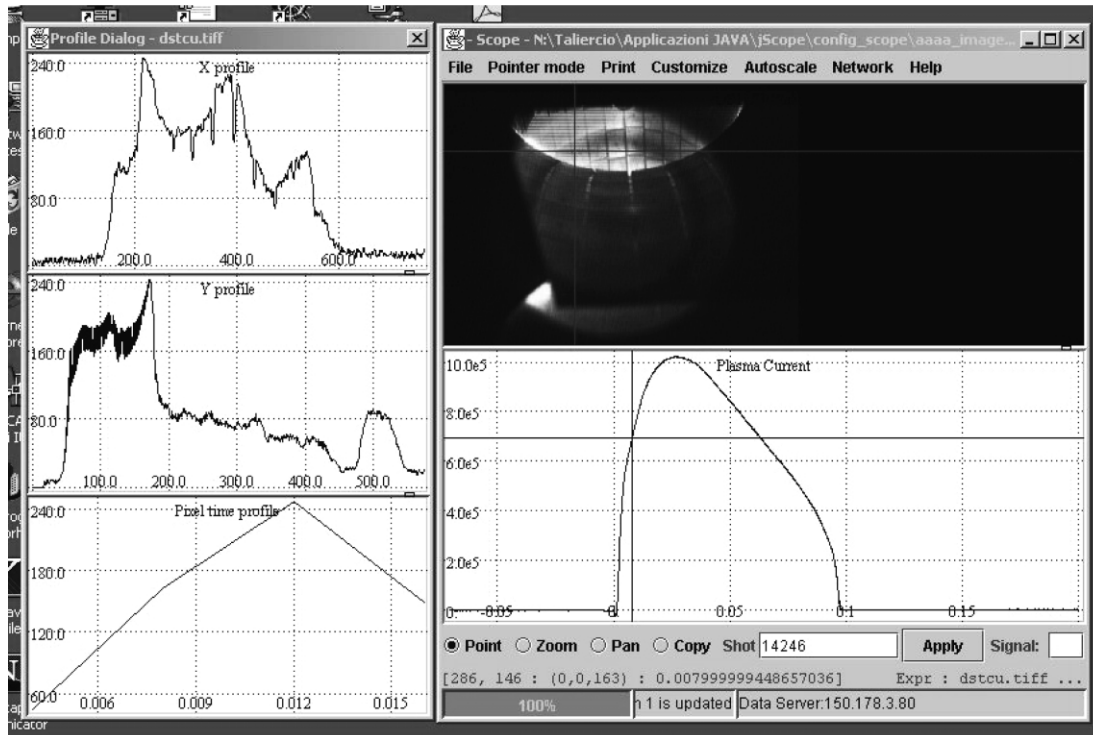 Profile Dialog - dstcu.tiff
X profile
240.0
160.0
80.0
200.0 400.0 600.0
Y profile
240.0
160.0
80.0
100.0 200.0 300.0 400.0 500.0
Pixel time profile
240.0
180.0
120.0
60.0
0.006 0.009 0.012 0.015
- Scope - N:\Taliercio\Applicazioni JAVA\jScope\config_scope\aaaa_image...
File Pointer mode Print Customize Autoscale Network Help
Plasma Current
10.0e5
8.0e5
6.0e5
4.0e5
2.0e5
0. -0.05 0.05 0.1 0.15
Point Zoom Pan Copy Shot 14246 Apply Signal:
[286, 146 : (0,0,163) : 0.007999999448657036] Expr : dstcu.tiff ...
100% 1 is updated Data Server:150.178.3.80
nicator